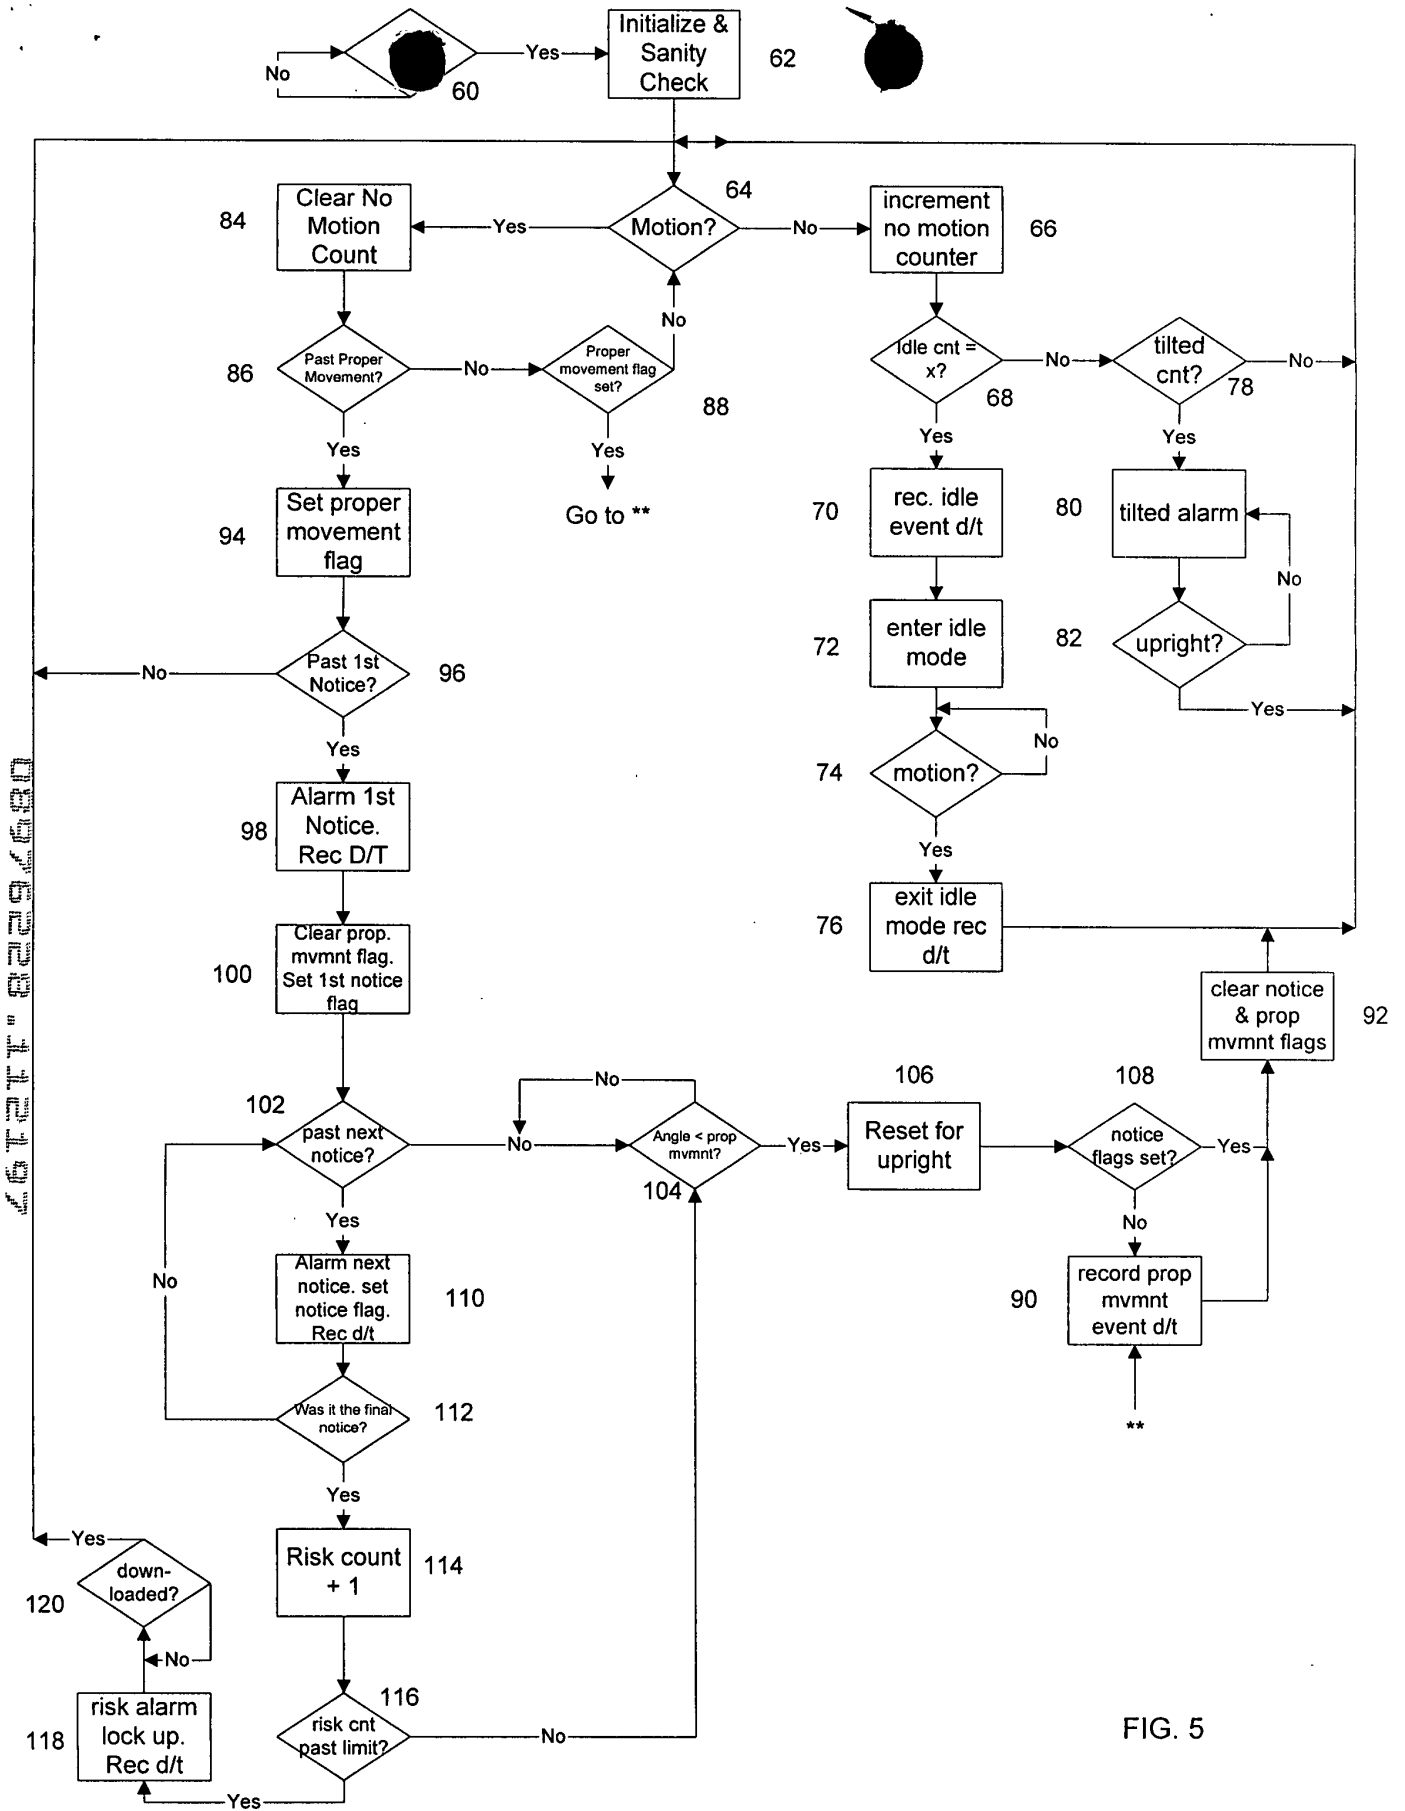 Initialize &
Sanity
Check
62
Yes
No
60
64
Motion?
Yes
No
84
Clear No
Motion
Count
increment
no motion
counter
66
No
86
Past Proper
Movement?
No
Proper
movement flag
set?
88
Idle cnt =
x?
68
No
tilted
cnt?
78
No
Yes
Yes
Go to **
Yes
Yes
94
Set proper
movement
flag
70
rec. idle
event d/t
80
tilted alarm
No
72
enter idle
mode
82
upright?
Yes
No
Past 1st
Notice?
96
Yes
74
motion?
No
Yes
98
Alarm 1st
Notice.
Rec D/T
76
exit idle
mode rec
d/t
100
Clear prop.
mvmnt flag.
Set 1st notice
flag
clear notice
& prop
mvmnt flags
92
102
past next
notice?
No
No
Angle < prop
mvmnt?
104
Yes
106
Reset for
upright
108
notice
flags set?
Yes
No
Yes
No
Alarm next
notice. set
notice flag.
Rec d/t
110
90
record prop
mvmnt
event d/t
**
Was it the final
notice?
112
Yes
Risk count
+ 1
114
Yes
down-
loaded?
120
No
116
risk cnt
past limit?
No
118
risk alarm
lock up.
Rec d/t
Yes
FIG. 5
08976228.112197